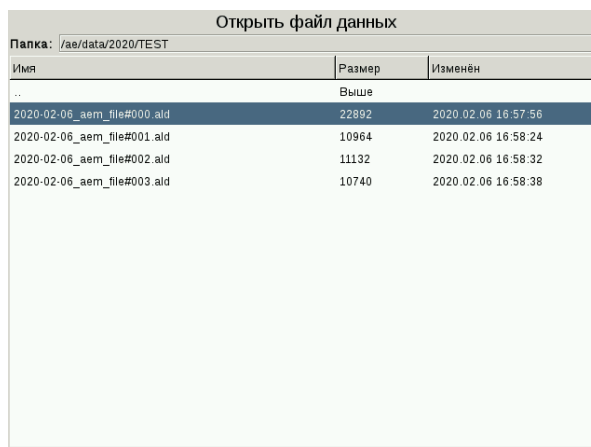 Открыть файл данных
Папка: /ae/data/2020/TEST
Имя Размер Изменён
.. Выше
2020-02-06_aem_file#000.ald 22892 2020.02.06 16:57:56
2020-02-06_aem_file#001.ald 10964 2020.02.06 16:58:24
2020-02-06_aem_file#002.ald 11132 2020.02.06 16:58:32
2020-02-06_aem_file#003.ald 10740 2020.02.06 16:58:38